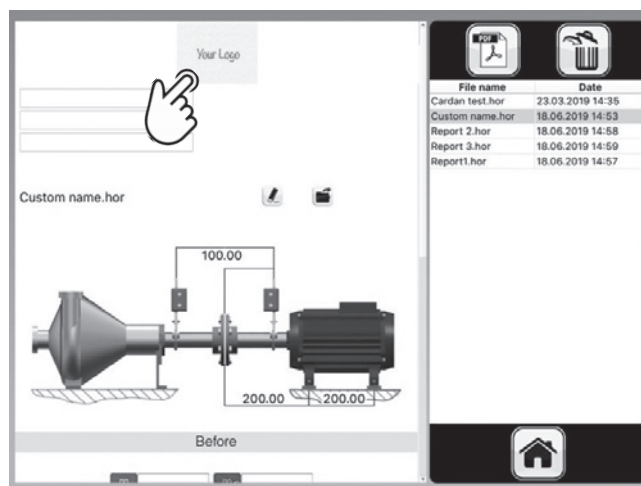 Your Logo
Custom name.hor
100.00
200.00 200.00
Before
PDF
File name Date
Cardan test.hor 23.03.2019 14:35
Custom name.hor 18.06.2019 14:53
Report 2.hor 18.06.2019 14:58
Report 3.hor 18.06.2019 14:59
Report1.hor 18.06.2019 14:57